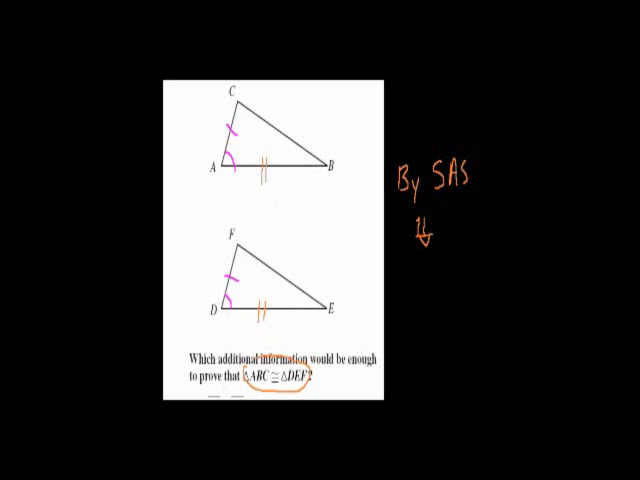 C
A
B
By SAS
F
D
E
Which additional information would be enough
to prove that △ABC ≅ △DEF?